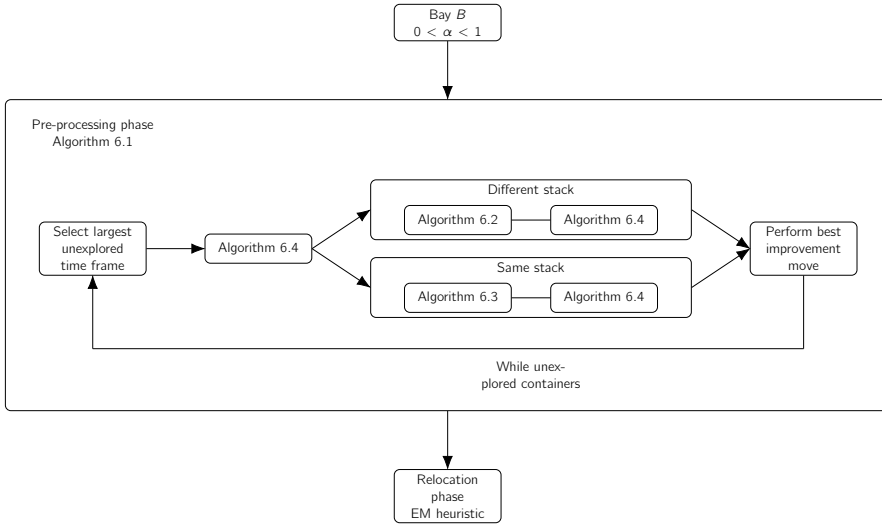 Bay B
0 < α < 1
Pre-processing phase
Algorithm 6.1
Different stack
Algorithm 6.2
Algorithm 6.4
Select largest
unexplored
time frame
Algorithm 6.4
Perform best
improvement
move
Same stack
Algorithm 6.3
Algorithm 6.4
While unex-
plored containers
Relocation
phase
EM heuristic